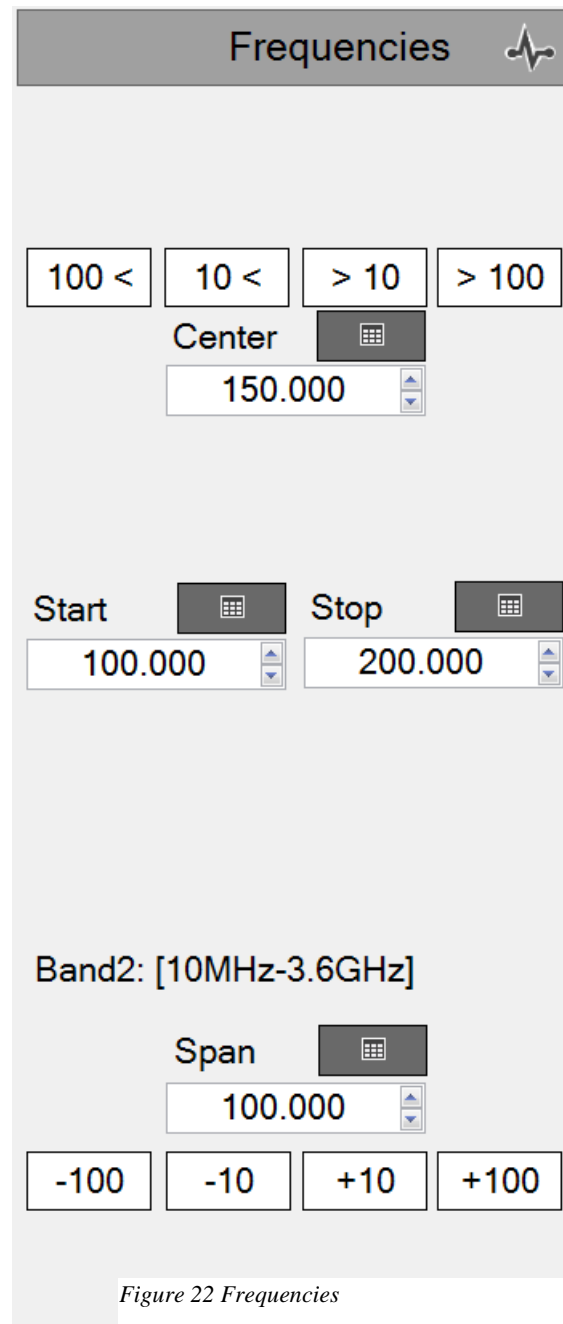 Frequencies
100 < 10 < > 10 > 100
Center
150.000
Start Stop
100.000 200.000
Band2: [10MHz-3.6GHz]
Span
100.000
-100 -10 +10 +100
Figure 22 Frequencies